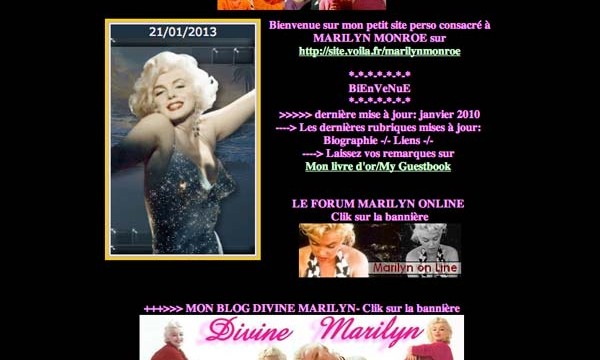 21/01/2013
Bienvenue sur mon petit site perso consacré à
MARILYN MONROE sur
http://site.voila.fr/marilynmonroe
*-*-*-*-*-*-*
BiEnVeNuE
*-*-*-*-*-*-*
>>>>> dernière mise à jour: janvier 2010
----> Les dernières rubriques mises à jour:
Biographie -/- Liens -/-
----> Laissez vos remarques sur
Mon livre d'or/My Guestbook
LE FORUM MARILYN ONLINE
Clik sur la bannière
Marilyn on Line
+++>>> MON BLOG DIVINE MARILYN- Clik sur la bannière
Divine Marilyn